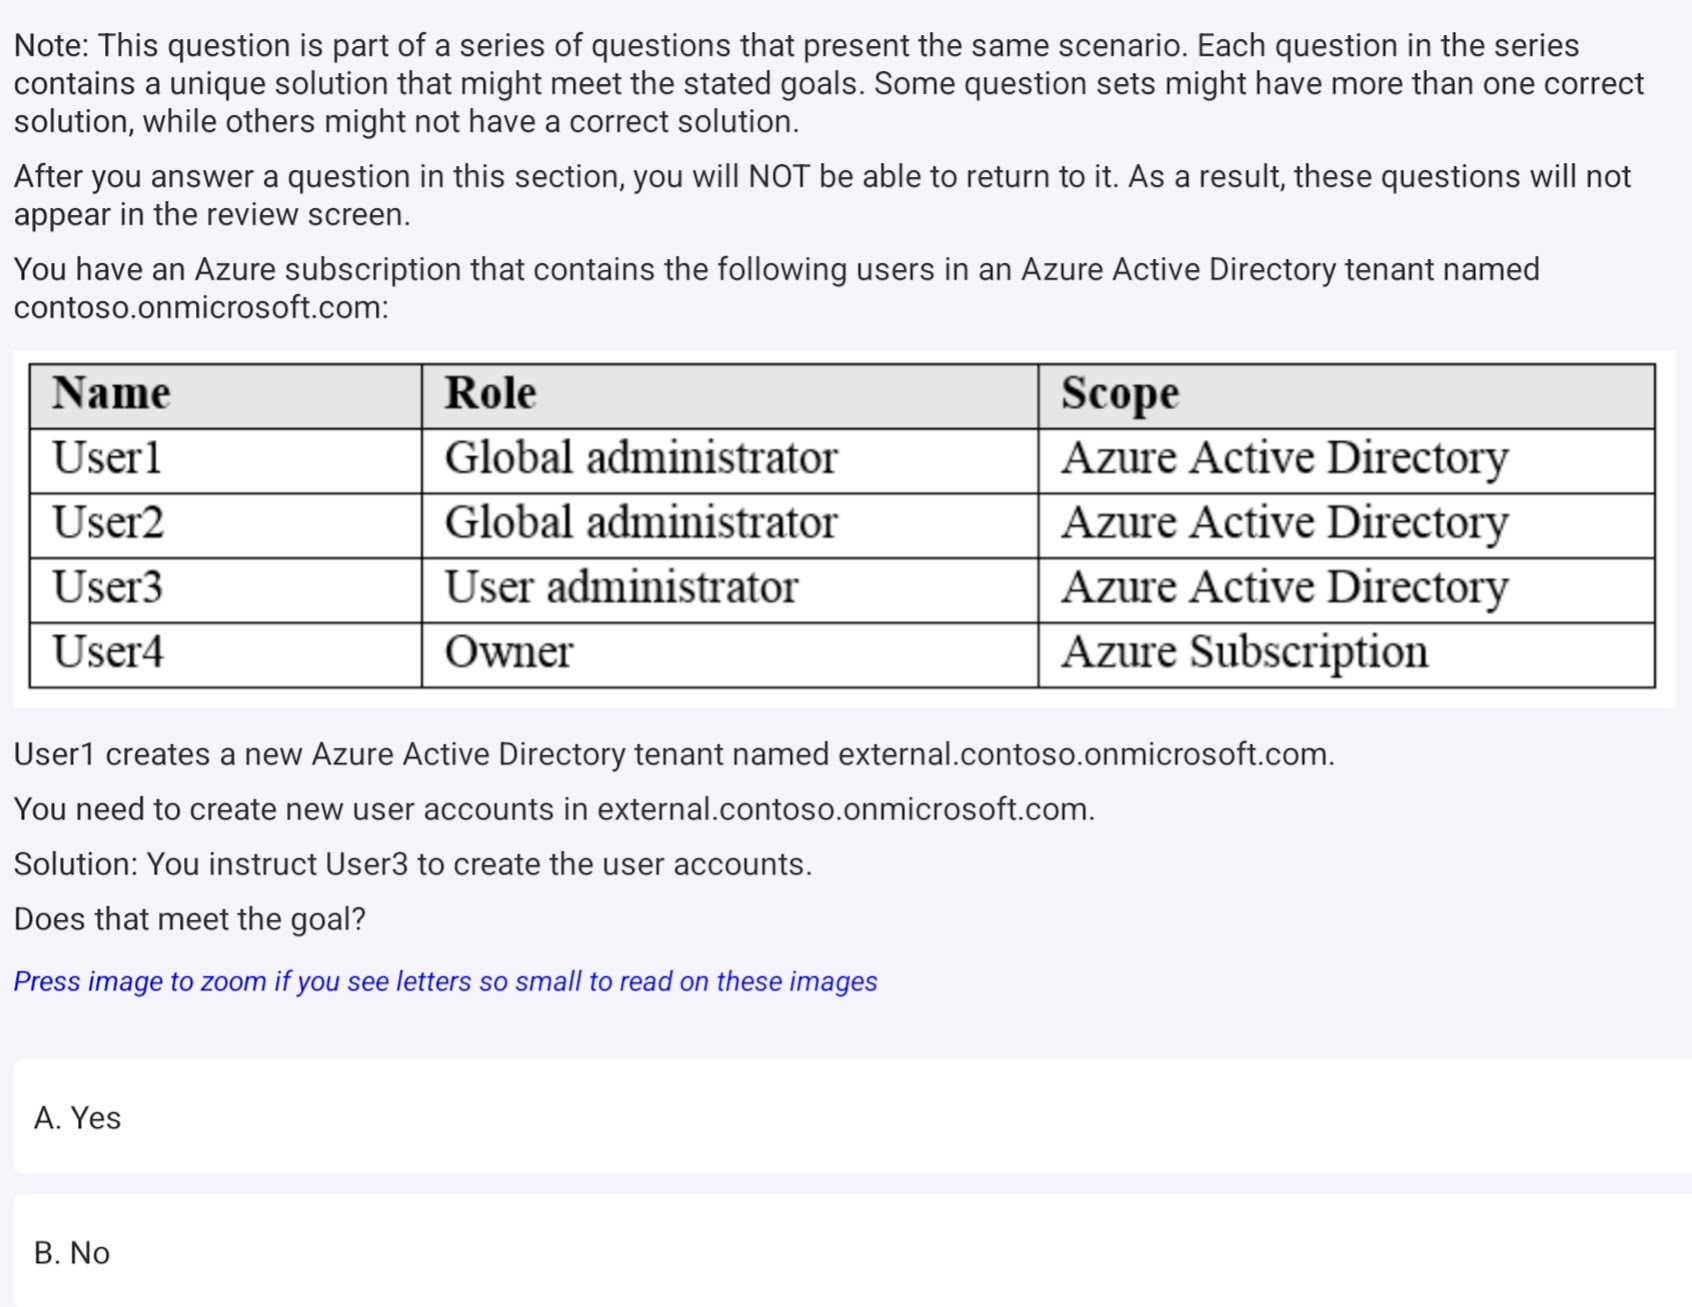 Note: This question is part of a series of questions that present the same scenario. Each question in the series
contains a unique solution that might meet the stated goals. Some question sets might have more than one correct
solution, while others might not have a correct solution.
After you answer a question in this section, you will NOT be able to return to it. As a result, these questions will not
appear in the review screen.
You have an Azure subscription that contains the following users in an Azure Active Directory tenant named
contoso.onmicrosoft.com:
Name Role Scope
User1 Global administrator Azure Active Directory
User2 Global administrator Azure Active Directory
User3 User administrator Azure Active Directory
User4 Owner Azure Subscription
User1 creates a new Azure Active Directory tenant named external.contoso.onmicrosoft.com.
You need to create new user accounts in external.contoso.onmicrosoft.com.
Solution: You instruct User3 to create the user accounts.
Does that meet the goal?
Press image to zoom if you see letters so small to read on these images
A. Yes
B. No